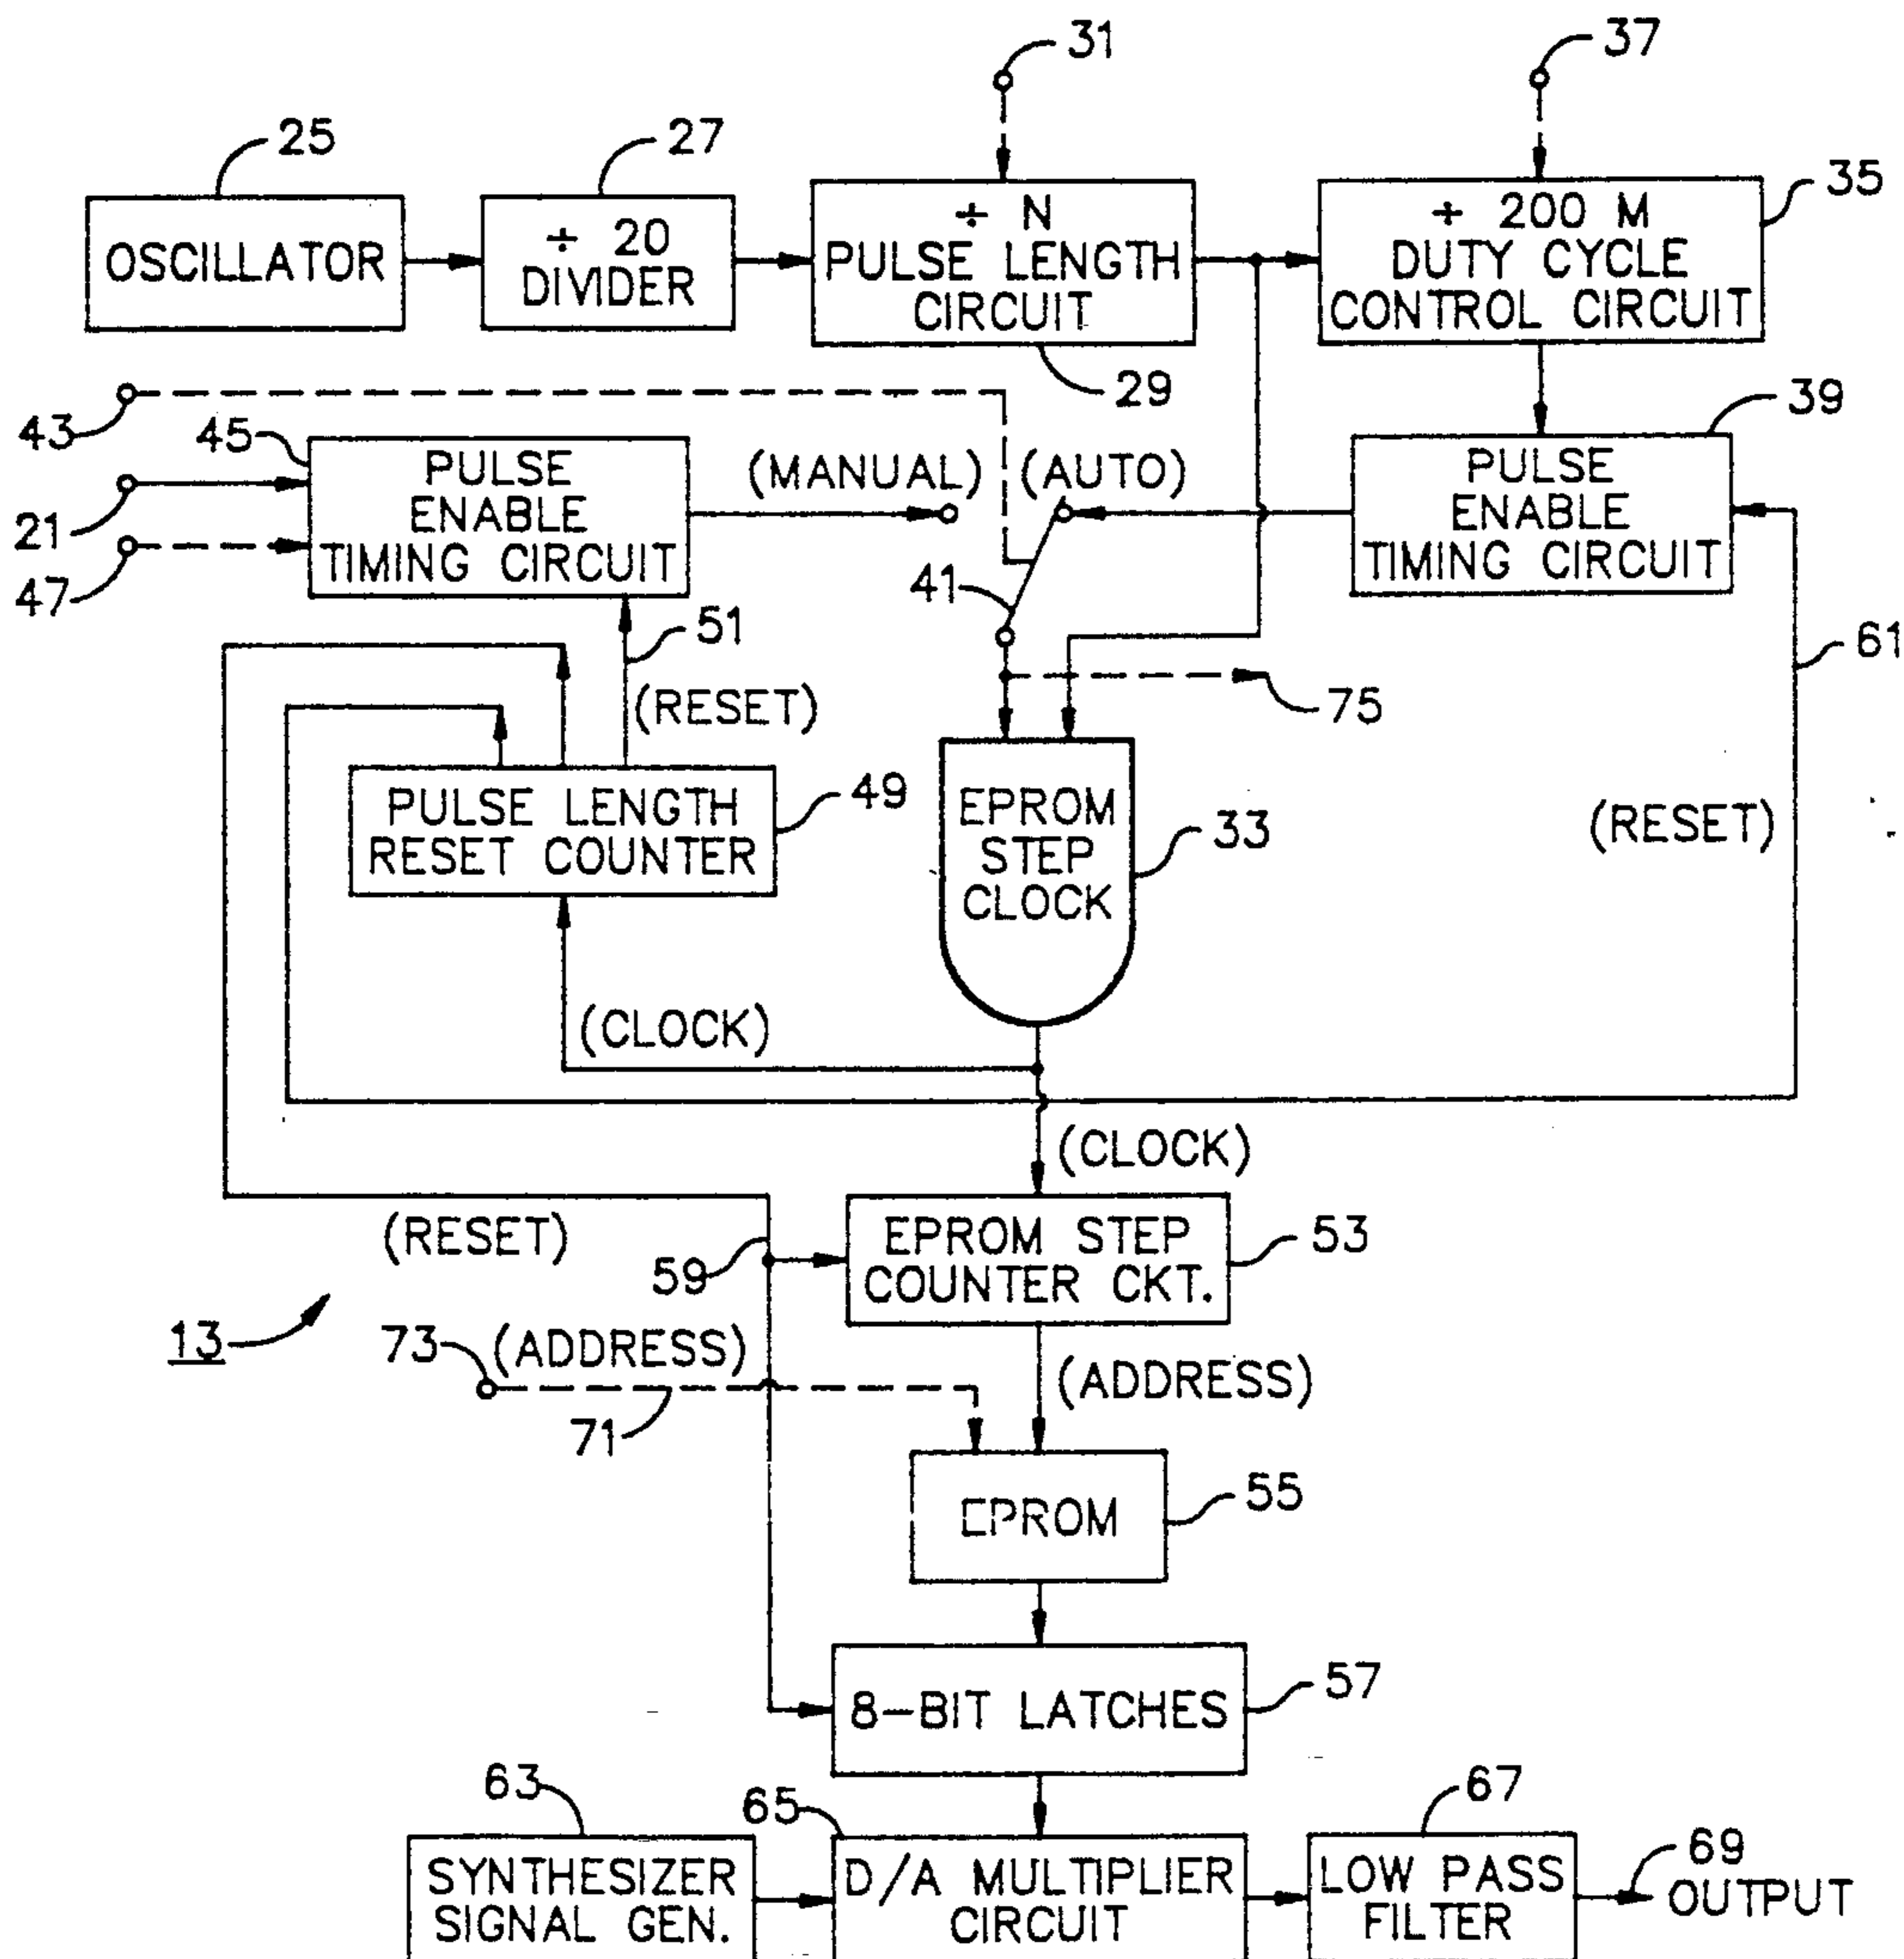 31
37
25
27
35
OSCILLATOR
÷ 20
DIVIDER
÷ N
PULSE LENGTH
CIRCUIT
÷ 200 M
DUTY CYCLE
CONTROL CIRCUIT
29
43
45
39
PULSE
ENABLE
TIMING CIRCUIT
(MANUAL)
(AUTO)
PULSE
ENABLE
TIMING CIRCUIT
21
47
41
51
61
(RESET)
75
PULSE LENGTH
RESET COUNTER
49
EPROM
STEP
CLOCK
33
(RESET)
(CLOCK)
(CLOCK)
(RESET)
59
EPROM STEP
COUNTER CKT.
53
13
73
(ADDRESS)
(ADDRESS)
71
EPROM
55
8-BIT LATCHES
57
63
65
67
SYNTHESIZER
SIGNAL GEN.
D/A MULTIPLIER
CIRCUIT
LOW PASS
FILTER
69
OUTPUT